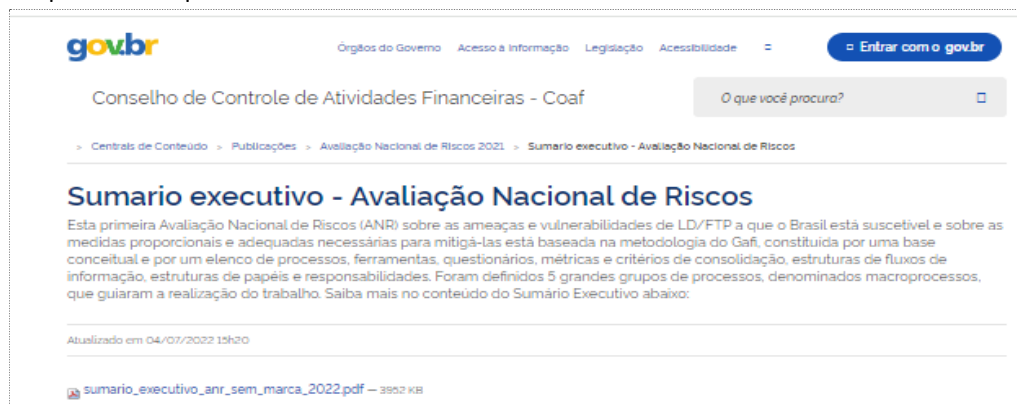 gov.br
Órgãos do Governo Acesso à Informação Legislação Acessibilidade
Entrar com o gov.br
Conselho de Controle de Atividades Financeiras - Coaf
O que você procura?
> Centrais de Conteúdo > Publicações > Avaliação Nacional de Riscos 2021 > Sumario executivo - Avaliação Nacional de Riscos
Sumario executivo - Avaliação Nacional de Riscos
Esta primeira Avaliação Nacional de Riscos (ANR) sobre as ameaças e vulnerabilidades de LD/FTP a que o Brasil está suscetível e sobre as
medidas proporcionais e adequadas necessárias para mitigá-las está baseada na metodologia do Gafi, constituída por uma base
conceitual e por um elenco de processos, ferramentas, questionários, métricas e critérios de consolidação, estruturas de fluxos de
informação, estruturas de papéis e responsabilidades. Foram definidos 5 grandes grupos de processos, denominados macroprocessos,
que guiaram a realização do trabalho. Saiba mais no conteúdo do Sumário Executivo abaixo:
Atualizado em 04/07/2022 15h20
sumario_executivo_anr_sem_marca_2022.pdf — 3952 KB